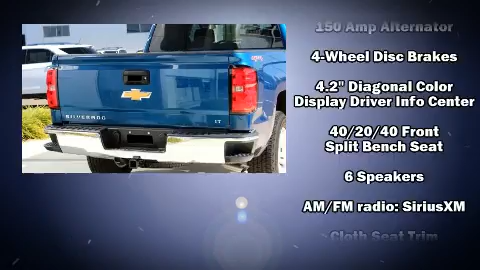 150 Amp Alternator
4-Wheel Disc Brakes
4.2" Diagonal Color
Display Driver Info Center
40/20/40 Front
Split Bench Seat
6 Speakers
AM/FM radio: SiriusXM
Cloth Seat Trim
SILVERADO
LT